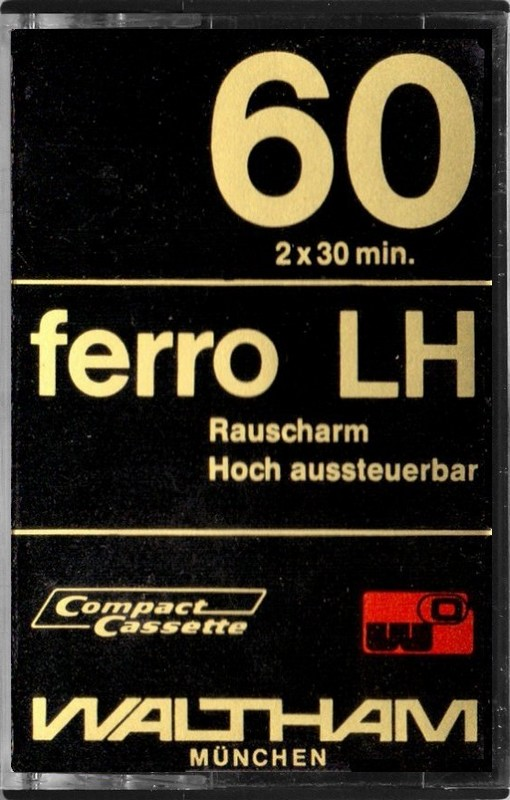 60
2 x 30 min.
ferro LH
Rauscharm
Hoch aussteuerbar
Compact
Cassette
WALTHAM
MÜNCHEN